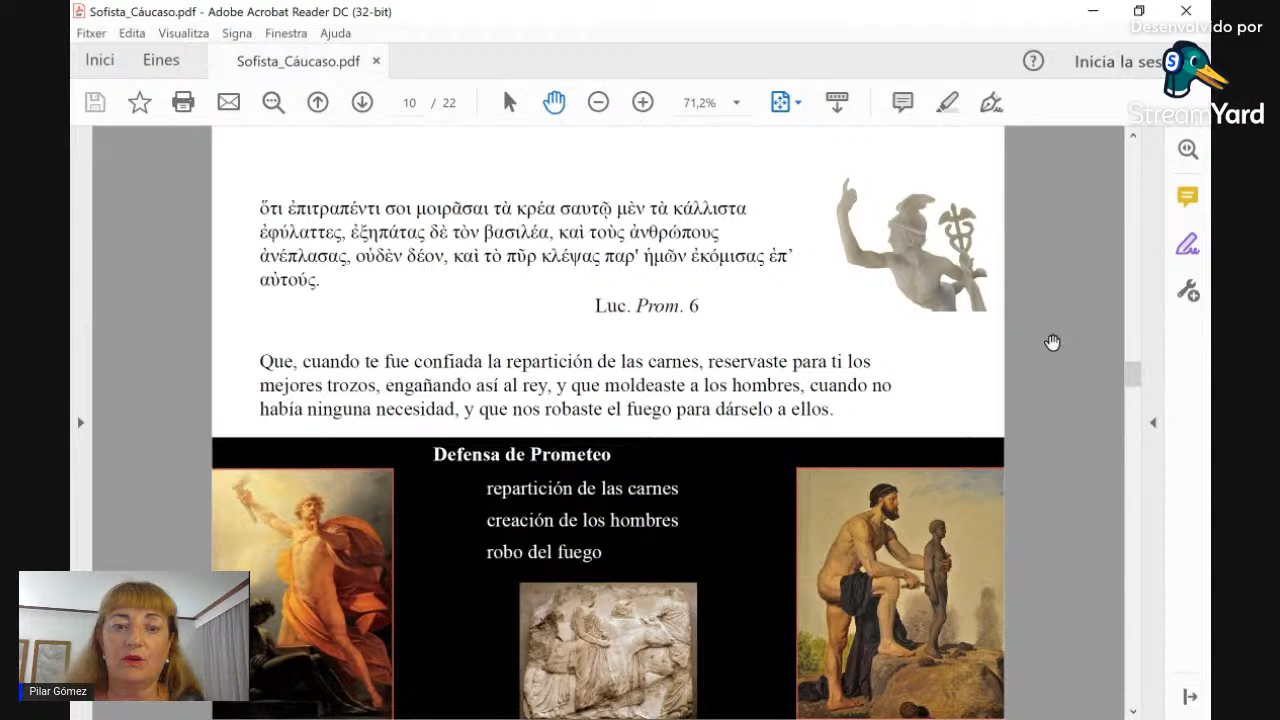 Sofista_Cáucaso.pdf - Adobe Acrobat Reader DC (32-bit)
Desenvolvido por
Fitxer Edita Visualitza Signa Finestra Ajuda
Inici Eines Sofista_Cáucaso.pdf × ? Inicia la ses
S
StreamYard
10 / 22 71,2%
ὅτι ἐπιτραπέντι σοι μοιρᾶσαι τὰ κρέα σαυτῷ μὲν τὰ κάλλιστα
ἐφύλαττες, ἐξηπάτας δὲ τὸν βασιλέα, καὶ τοὺς ἀνθρώπους
ἀνέπλασας, οὐδὲν δέον, καὶ τὸ πῦρ κλέψας παρ' ἡμῶν ἐκόμισας ἐπ’
αὐτούς.
Luc. Prom. 6
Que, cuando te fue confiada la repartición de las carnes, reservaste para ti los
mejores trozos, engañando así al rey, y que moldeaste a los hombres, cuando no
había ninguna necesidad, y que nos robaste el fuego para dárselo a ellos.
Defensa de Prometeo
repartición de las carnes
creación de los hombres
robo del fuego
Pilar Gómez